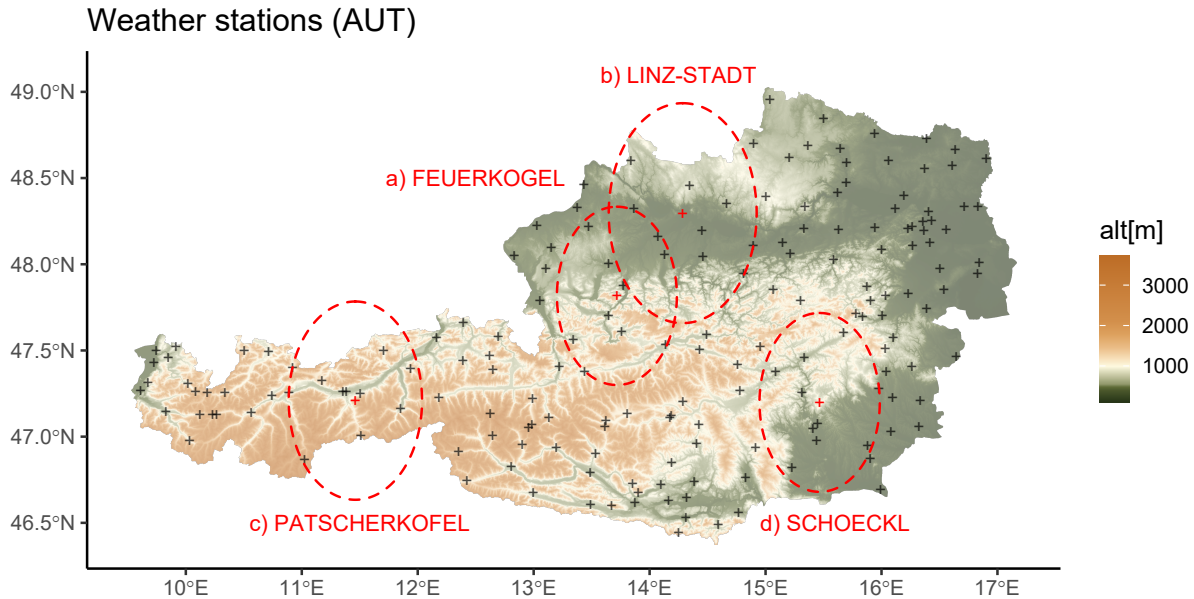 Weather stations (AUT)
b) LINZ-STADT
a) FEUERKOGEL
c) PATSCHERKOFEL
d) SCHOECKL
49.0°N
48.5°N
48.0°N
47.5°N
47.0°N
46.5°N
10°E
11°E
12°E
13°E
14°E
15°E
16°E
17°E
alt[m]
3000
2000
1000